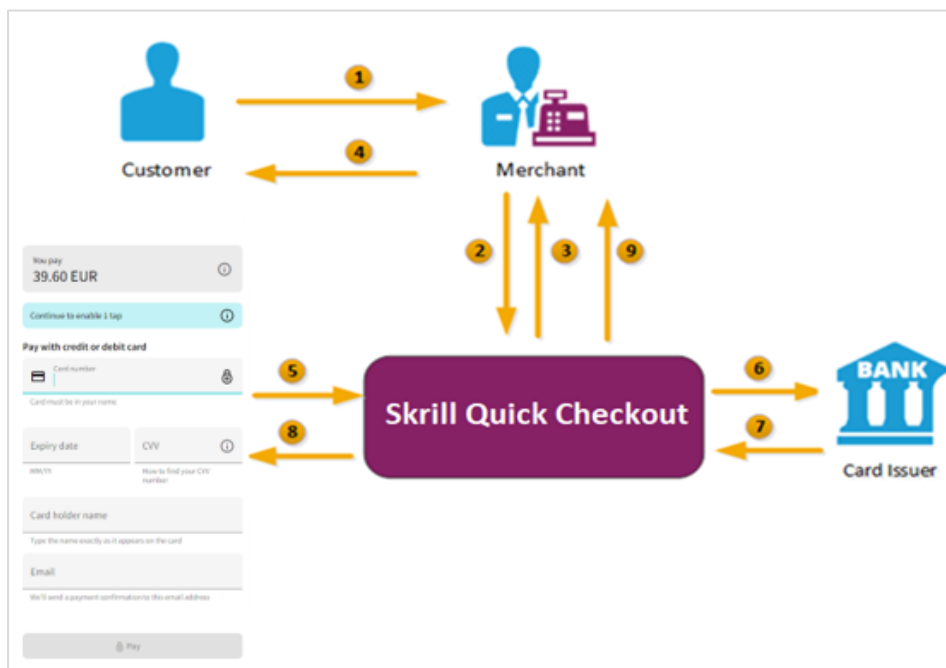 1
Customer
4
Merchant
2
3
9
You pay
39.60 EUR
Continue to enable 1 tap
Pay with credit or debit card
Card number
Card must be in your name
Expiry date
CVV
MM/YY
How to find your CVV
number
Card holder name
Type the name exactly as it appears on the card
Email
We'll send a payment confirmation to this email address
Pay
5
8
Skrill Quick Checkout
6
7
BANK
Card Issuer